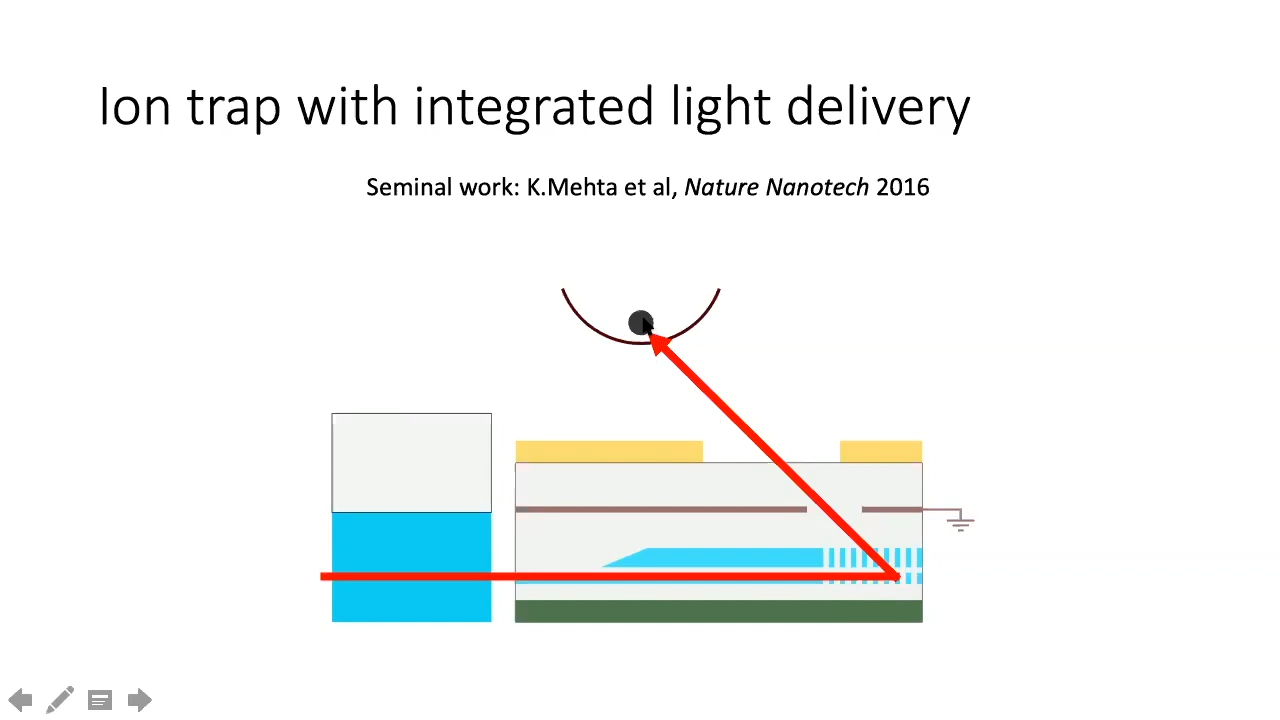 Ion trap with integrated light delivery
Seminal work: K.Mehta et al, Nature Nanotech 2016